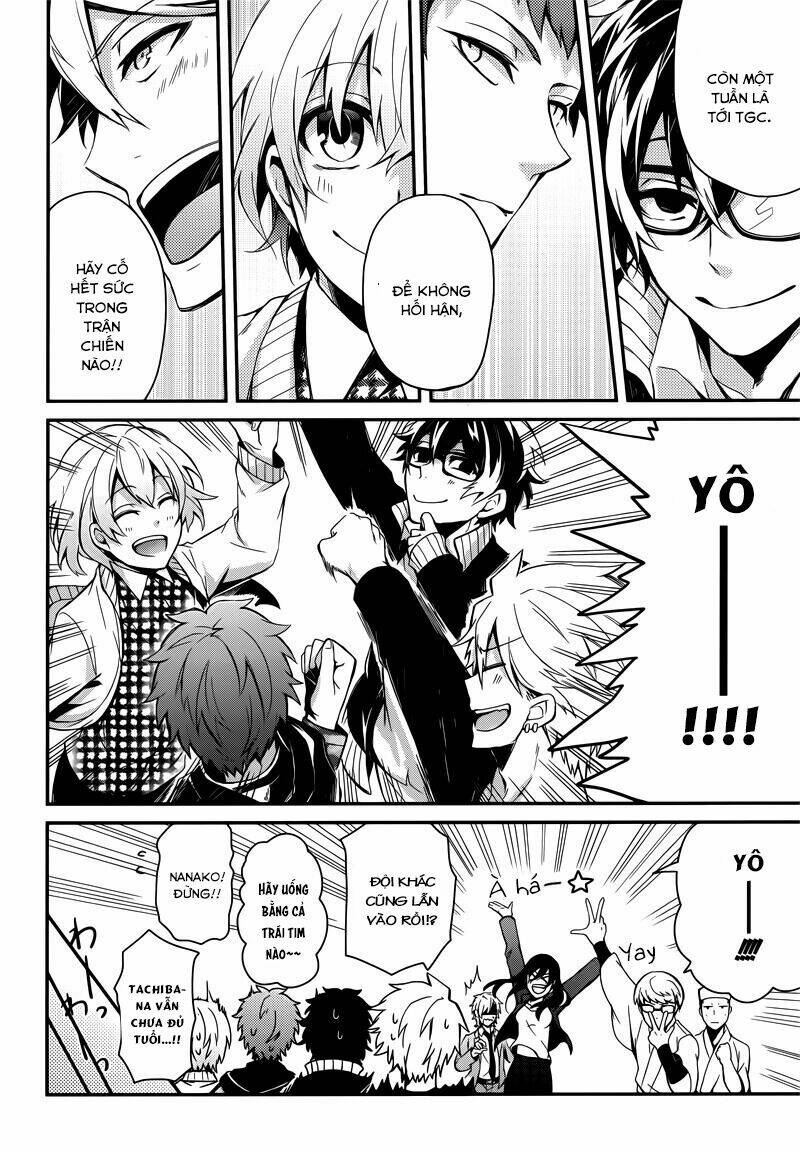 CÒN MỘT
TUẦN LÀ
TỚI TGC.
ĐỂ KHÔNG
HỐI HẬN,
HÃY CỐ
HẾT SỨC
TRONG
TRẬN
CHIẾN
NÀO!!
YÔ
!!!!
YÔ
!!!!
À há—☆
Yay
ĐỘI KHÁC
CŨNG LẪN
VÀO RỒI!?
HÃY UỐNG
BẰNG CẢ
TRÁI TIM
NÀO~~
NANAKO!
ĐỪNG!!
TACHIBA-
NA VẪN
CHƯA ĐỦ
TUỔI...!!
わ
わ